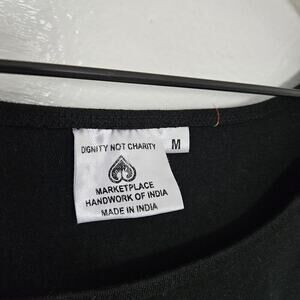 DIGNITY NOT CHARITY
M
MARKETPLACE
HANDWORK OF INDIA
MADE IN INDIA